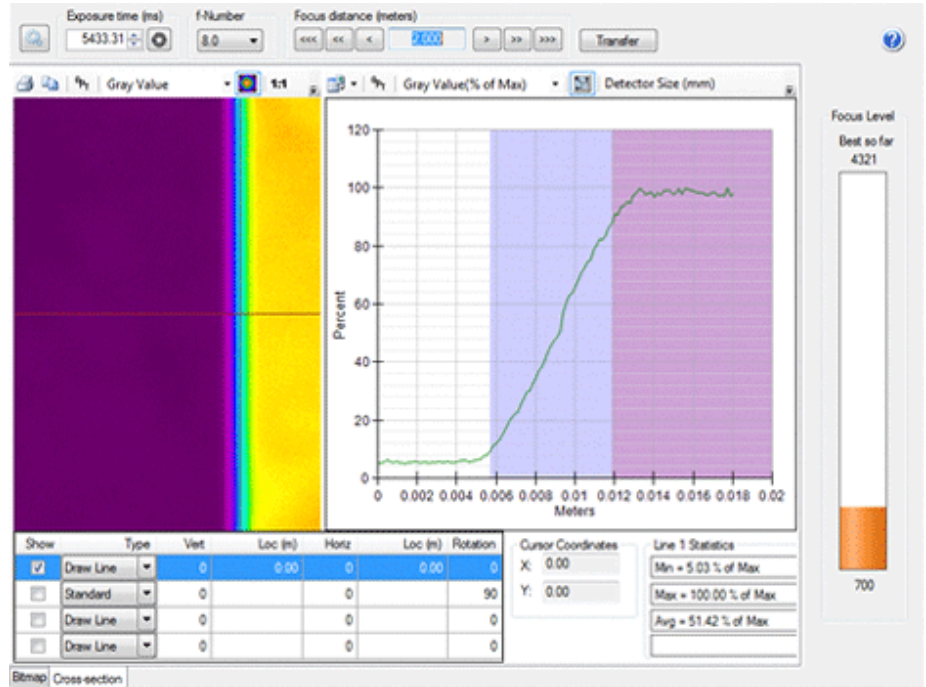 Exposure time (ms) f-Number Focus distance (meters)
5433.31 8.0 <<< << < 2.000 > >> >>> Transfer
Gray Value 1:1 Gray Value(% of Max) Detector Size (mm)
Focus Level
Best so far
4321
120
100
80
60
40
20
0
Percent
0 0.002 0.004 0.006 0.008 0.01 0.012 0.014 0.016 0.018 0.02
Meters
700
Show Type Vert Loc (m) Horiz Loc (m) Rotation
Draw Line 0 0.00 0 0.00 0
Standard 0 0 90
Draw Line 0 0 0
Draw Line 0 0 0
Cursor Coordinates
X: 0.00
Y: 0.00
Line 1 Statistics
Min = 5.03 % of Max
Max = 100.00 % of Max
Avg = 51.42 % of Max
Bitmap Cross-section